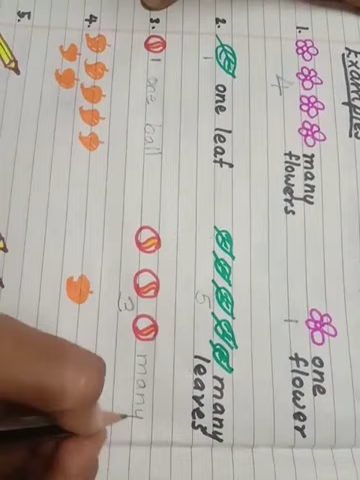 Examples
1. many flowers
4
one flower
1
2. one leaf
1
many leaves
5
3. 1 one ball
3 many
4.
5.